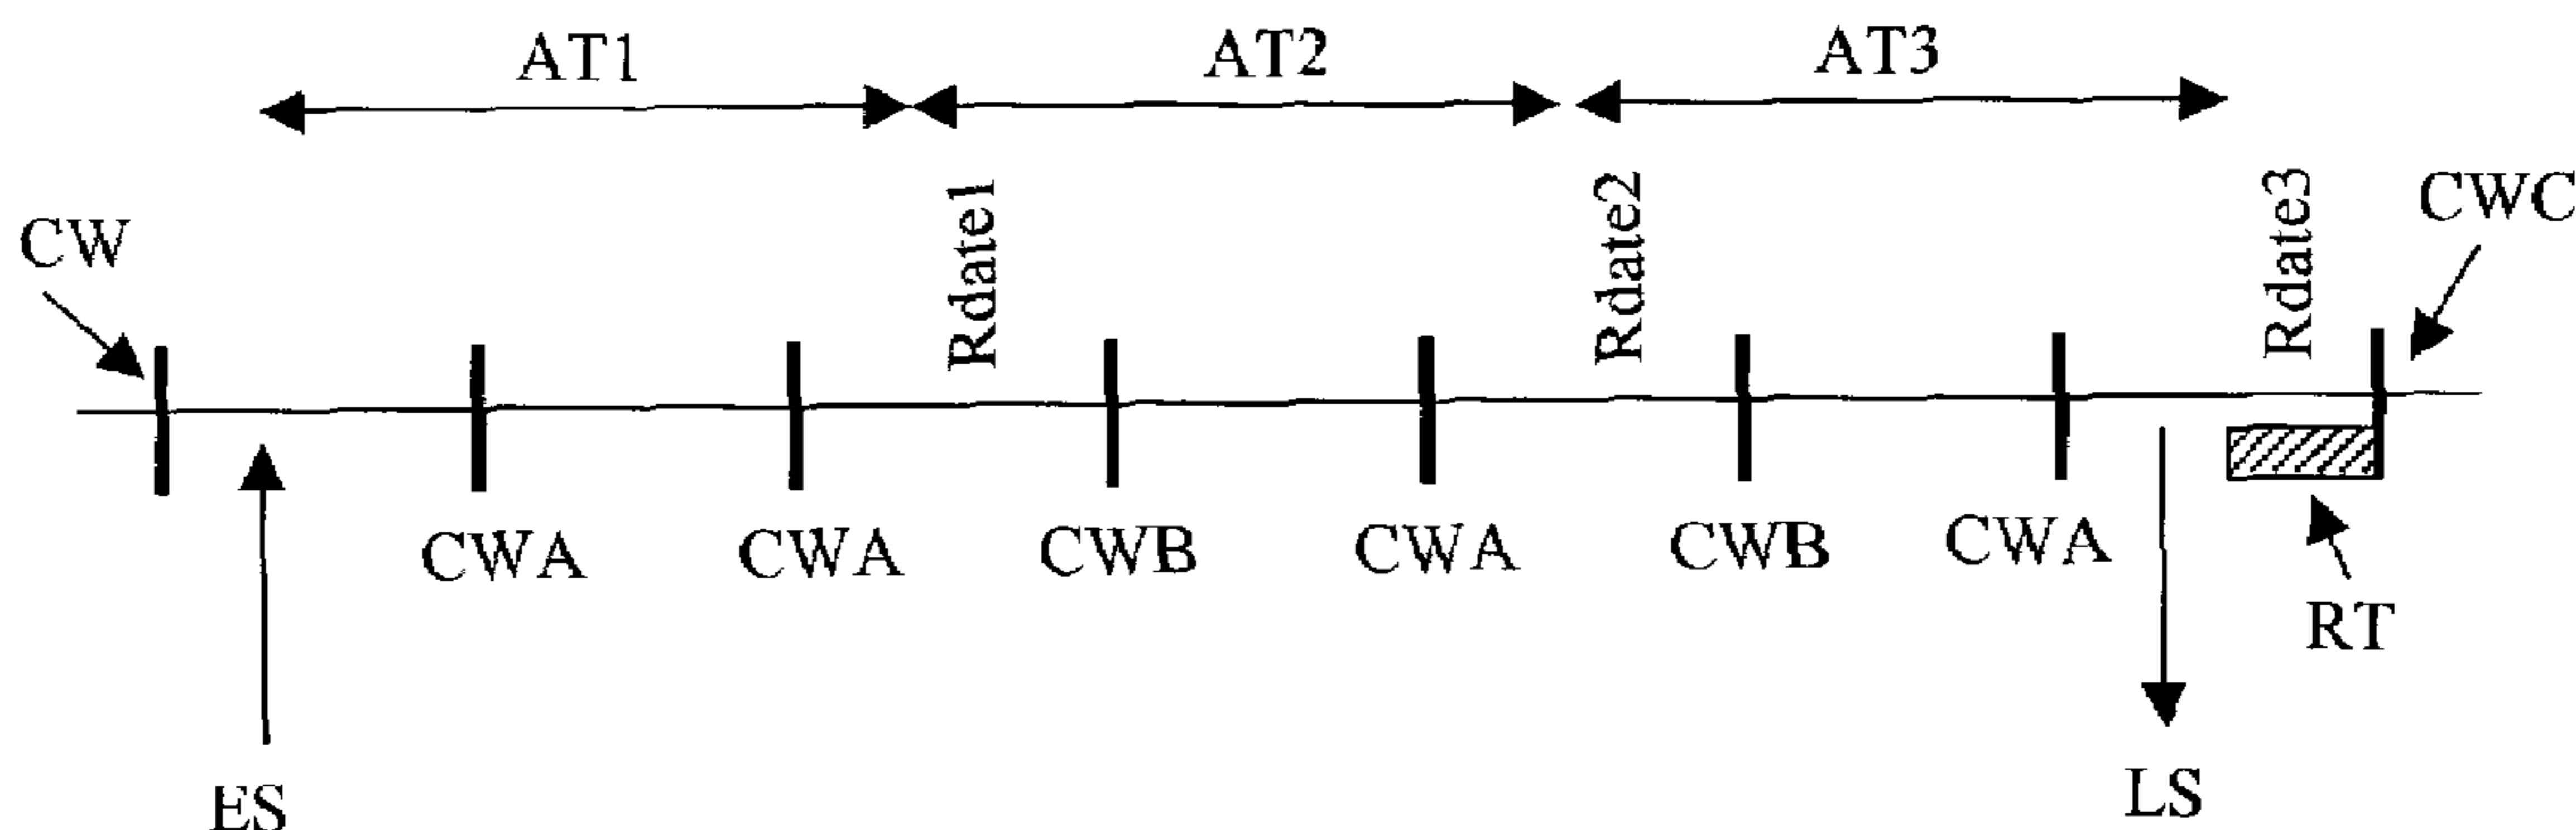 AT1 AT2 AT3
CW Rdate1 Rdate2 Rdate3 CWC
CWA CWA CWB CWA CWB CWA
RT
ES LS